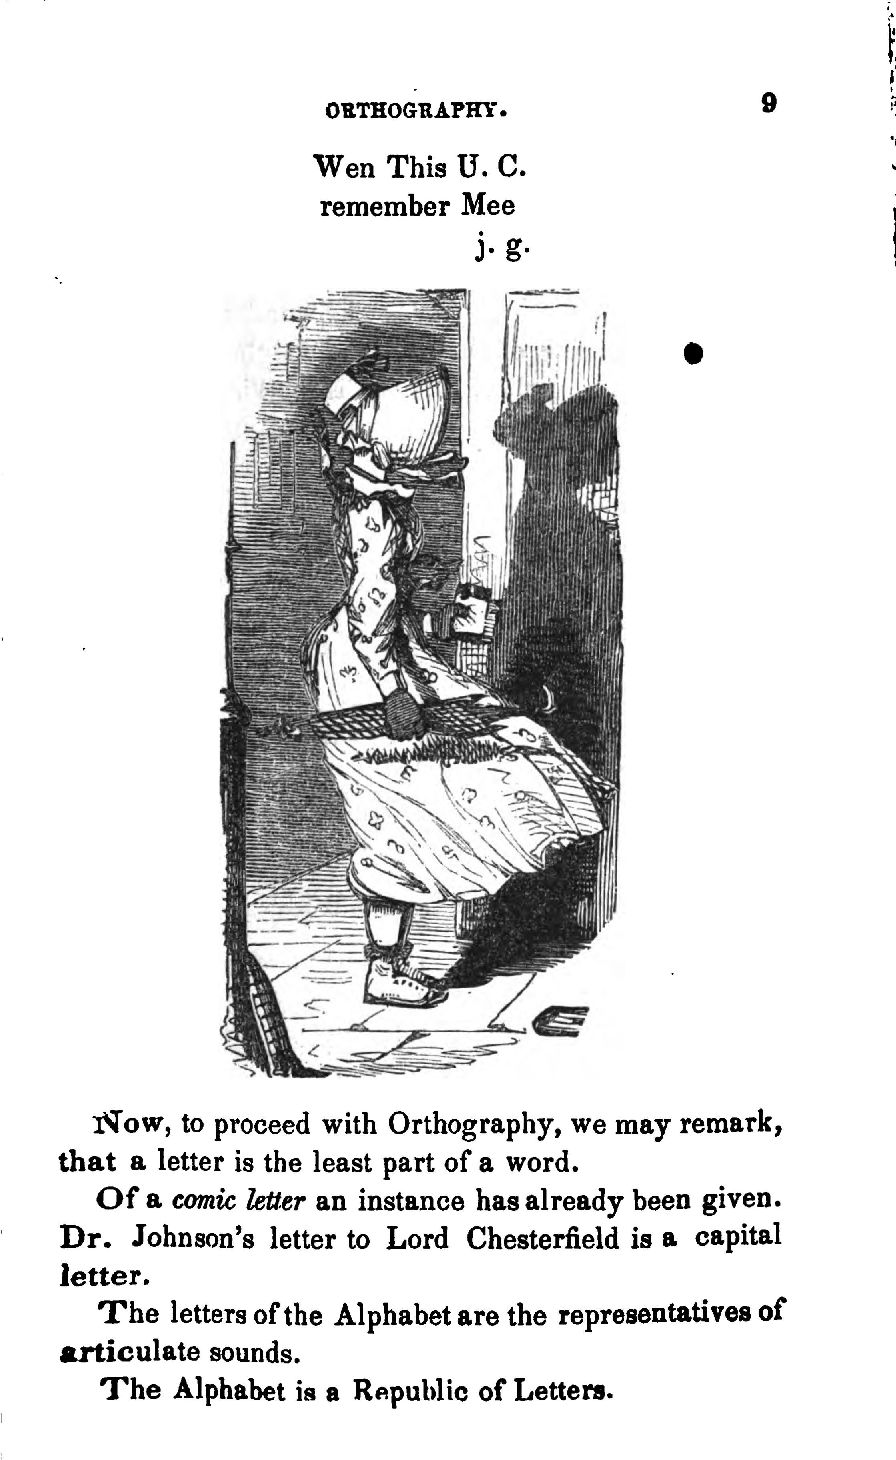 ORTHOGRAPHY. 9
Wen This U. C.
remember Mee
j. g.
Now, to proceed with Orthography, we may remark,
that a letter is the least part of a word.
Of a comic letter an instance has already been given.
Dr. Johnson's letter to Lord Chesterfield is a capital
letter.
The letters of the Alphabet are the representatives of
articulate sounds.
The Alphabet is a Republic of Letters.